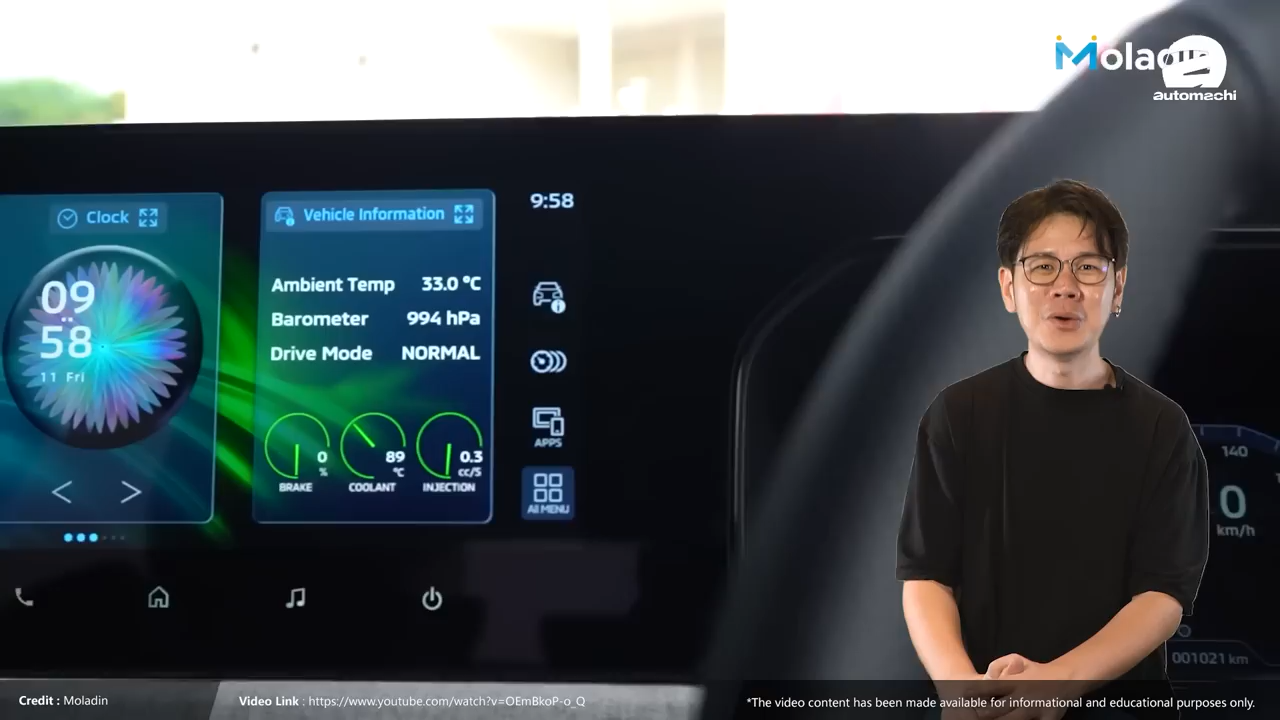 Moladin
automachi
Clock
09
58
11 Fri
Vehicle Information
Ambient Temp 33.0 °C
Barometer 994 hPa
Drive Mode NORMAL
0
%
BRAKE
89
°C
COOLANT
0.3
cc/S
INJECTION
9:58
APPS
All MENU
140
0
km/h
001021 km
Credit : Moladin
Video Link : https://www.youtube.com/watch?v=OEmBkoP-o_Q
*The video content has been made available for informational and educational purposes only.